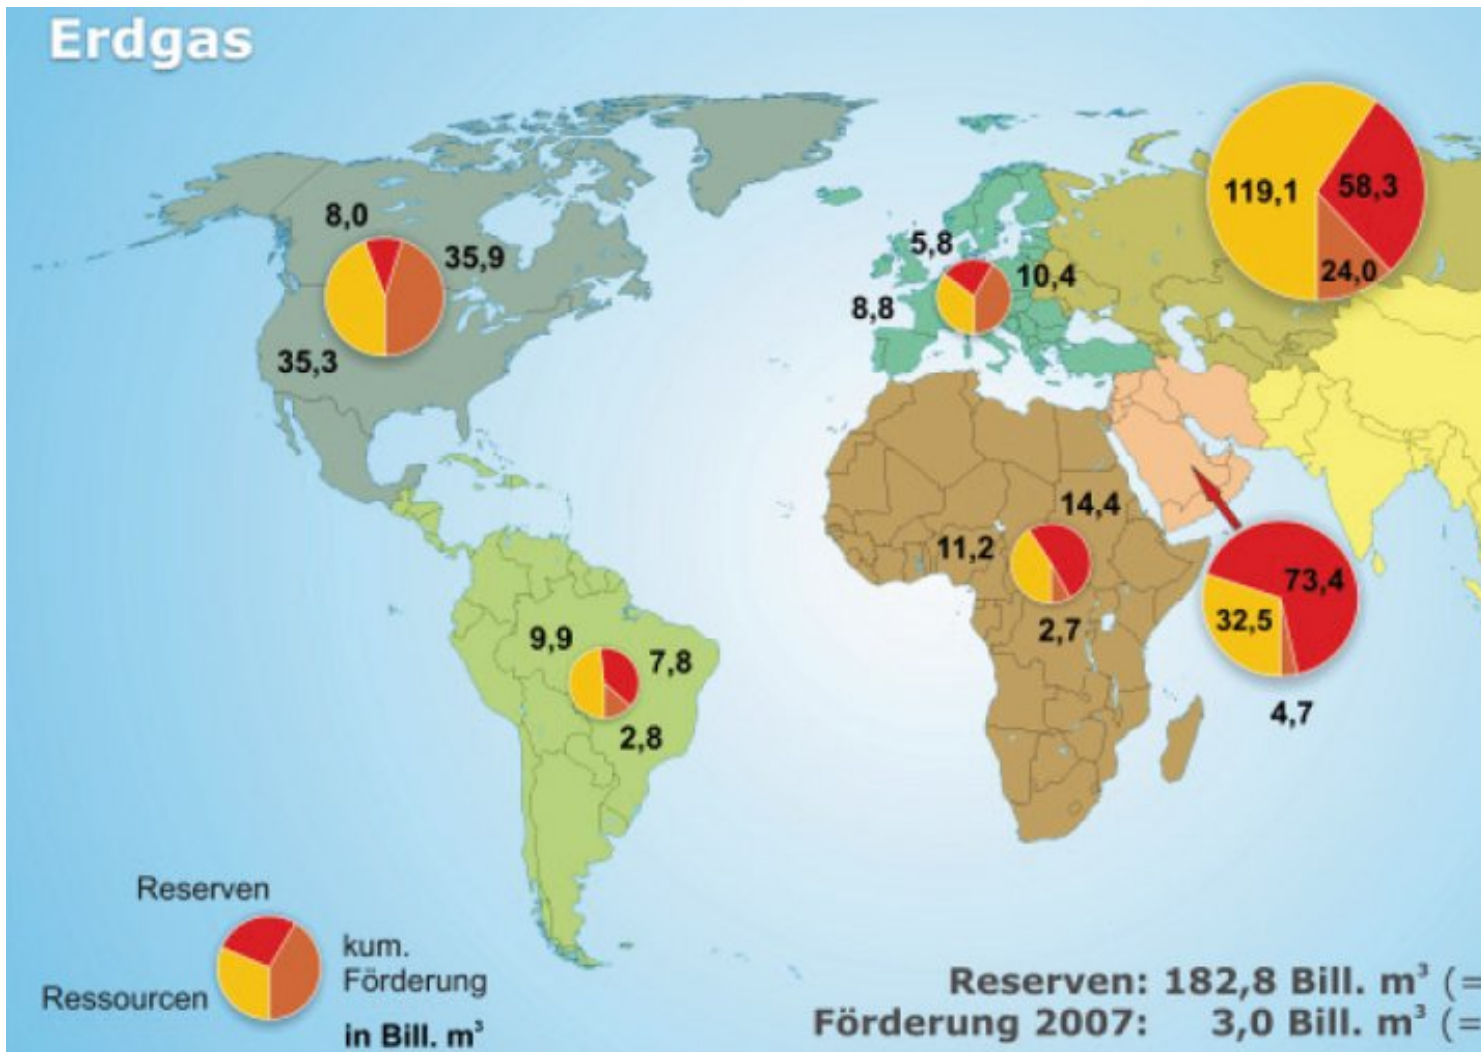 Erdgas
8,0
35,9
35,3
5,8
10,4
8,8
119,1
58,3
24,0
14,4
11,2
2,7
73,4
32,5
4,7
9,9
7,8
2,8
Reserven
kum.
Förderung
Ressourcen
in Bill. m³
Reserven: 182,8 Bill. m³ (=
Förderung 2007: 3,0 Bill. m³ (=